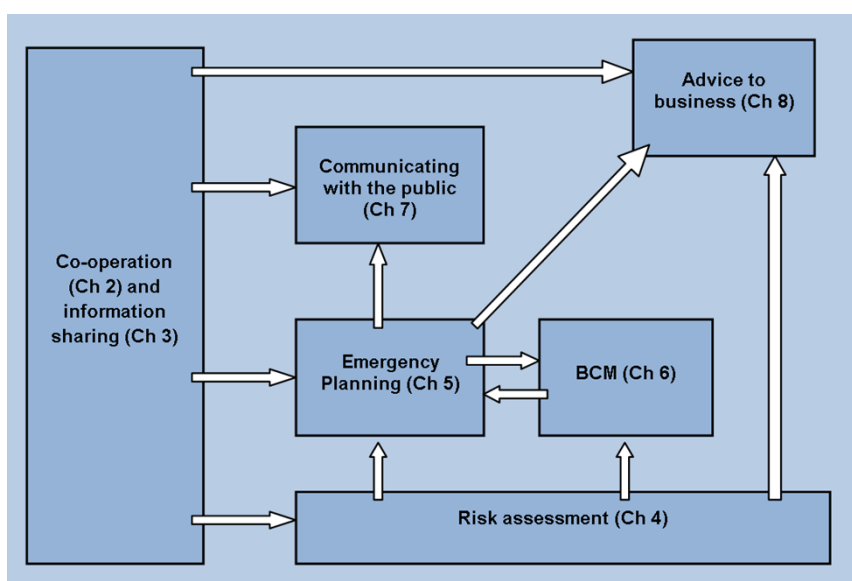 Advice to
business (Ch 8)
Communicating
with the public
(Ch 7)
Co-operation
(Ch 2) and
information
sharing (Ch 3)
Emergency
Planning (Ch 5)
BCM (Ch 6)
Risk assessment (Ch 4)